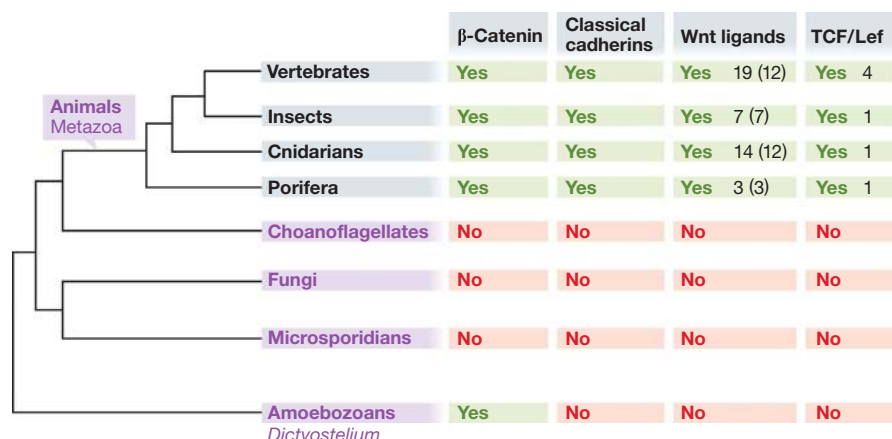 β-Catenin
Classical
cadherins
Wnt ligands
TCF/Lef
Vertebrates Yes Yes Yes 19 (12) Yes 4
Animals
Metazoa
Insects Yes Yes Yes 7 (7) Yes 1
Cnidarians Yes Yes Yes 14 (12) Yes 1
Porifera Yes Yes Yes 3 (3) Yes 1
Choanoflagellates No No No No
Fungi No No No No
Microsporidians No No No No
Amoebozoans Yes No No No
Dictyostelium